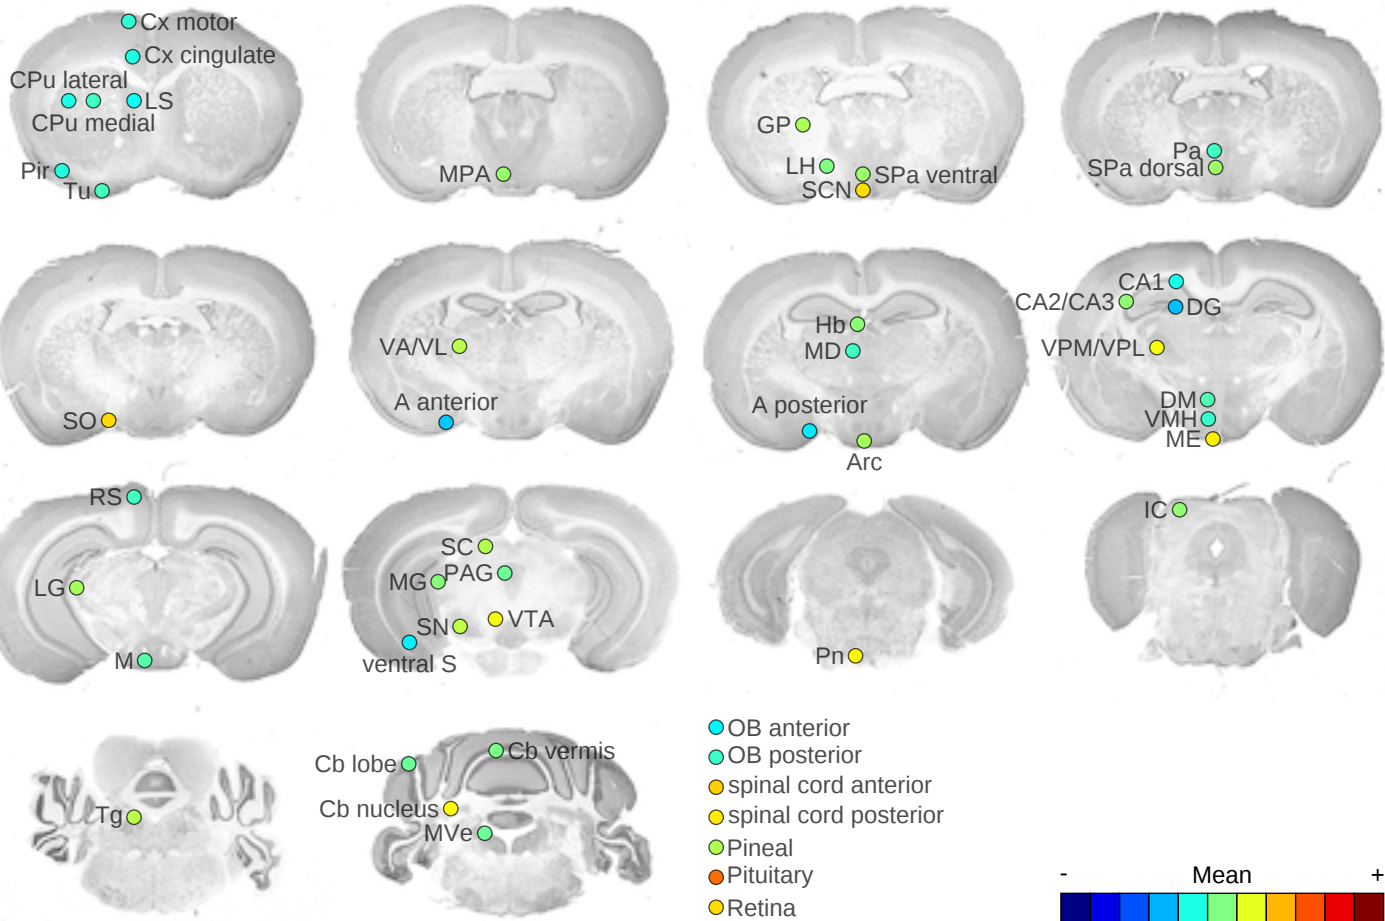 Cx motor
Cx cingulate
CPu lateral
LS
CPu medial
Pir
Tu
MPA
GP
LH
SPa ventral
SCN
Pa
SPa dorsal
SO
VA/VL
A anterior
Hb
MD
A posterior
Arc
CA1
CA2/CA3
DG
VPM/VPL
DM
VMH
ME
RS
LG
M
SC
MG
PAG
SN
VTA
ventral S
Pn
IC
Tg
Cb lobe
Cb vermis
Cb nucleus
MVe
OB anterior
OB posterior
spinal cord anterior
spinal cord posterior
Pineal
Pituitary
Retina
- Mean +